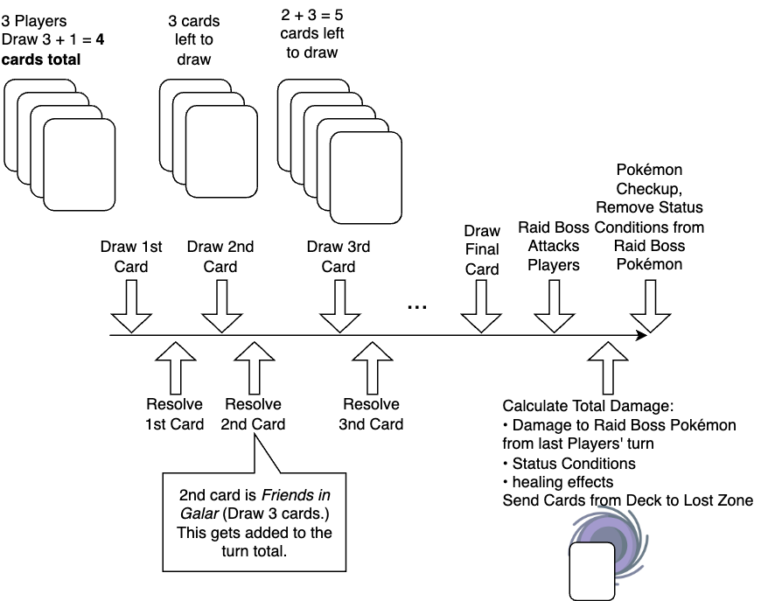 3 Players
Draw 3 + 1 = 4
cards total
3 cards
left to
draw
2 + 3 = 5
cards left
to draw
Draw 1st
Card
Draw 2nd
Card
Draw 3rd
Card
...
Draw
Final
Card
Raid Boss
Attacks
Players
Pokémon
Checkup,
Remove Status
Conditions from
Raid Boss
Pokémon
Resolve
1st Card
Resolve
2nd Card
Resolve
3rd Card
2nd card is Friends in
Galar (Draw 3 cards.)
This gets added to the
turn total.
Calculate Total Damage:
• Damage to Raid Boss Pokémon
from last Players' turn
• Status Conditions
• healing effects
Send Cards from Deck to Lost Zone